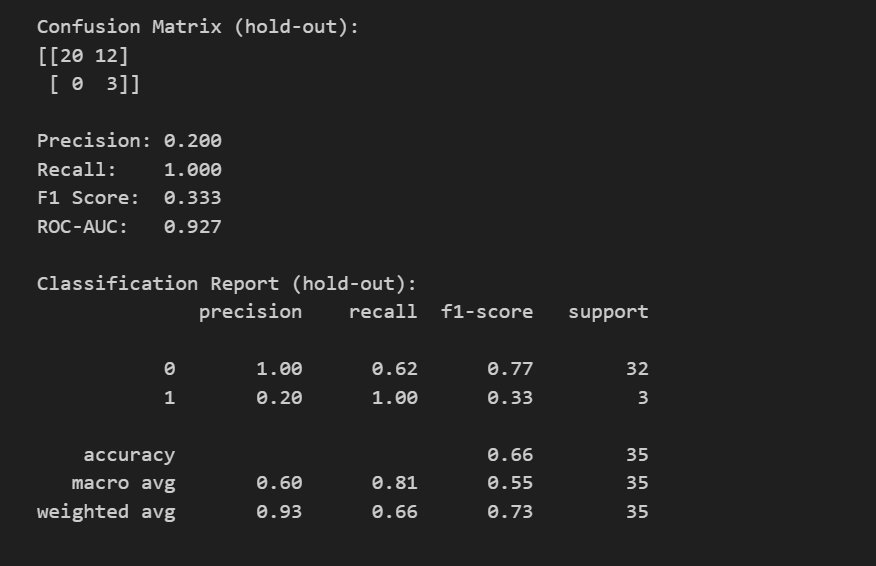 Confusion Matrix (hold-out):
[[20 12]
 [ 0  3]]
Precision: 0.200
Recall:    1.000
F1 Score:  0.333
ROC-AUC:   0.927
Classification Report (hold-out):
              precision    recall  f1-score   support
           0       1.00      0.62      0.77        32
           1       0.20      1.00      0.33         3
    accuracy                           0.66        35
   macro avg       0.60      0.81      0.55        35
weighted avg       0.93      0.66      0.73        35